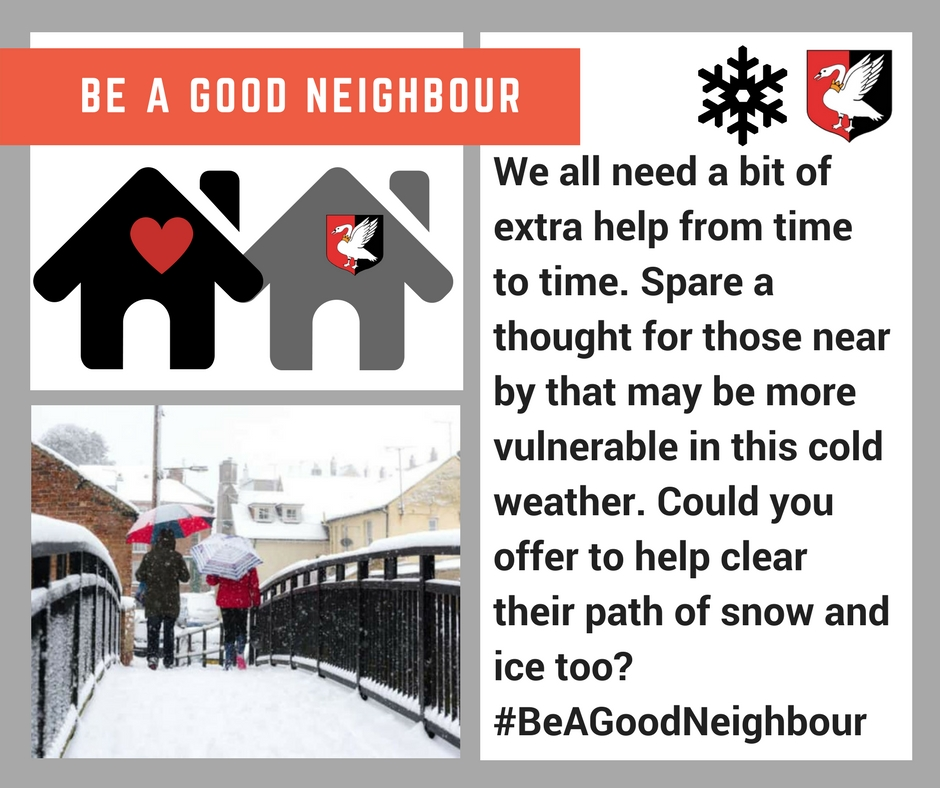 BE A GOOD NEIGHBOUR
We all need a bit of
extra help from time
to time. Spare a
thought for those near
by that may be more
vulnerable in this cold
weather. Could you
offer to help clear
their path of snow and
ice too?
#BeAGoodNeighbour